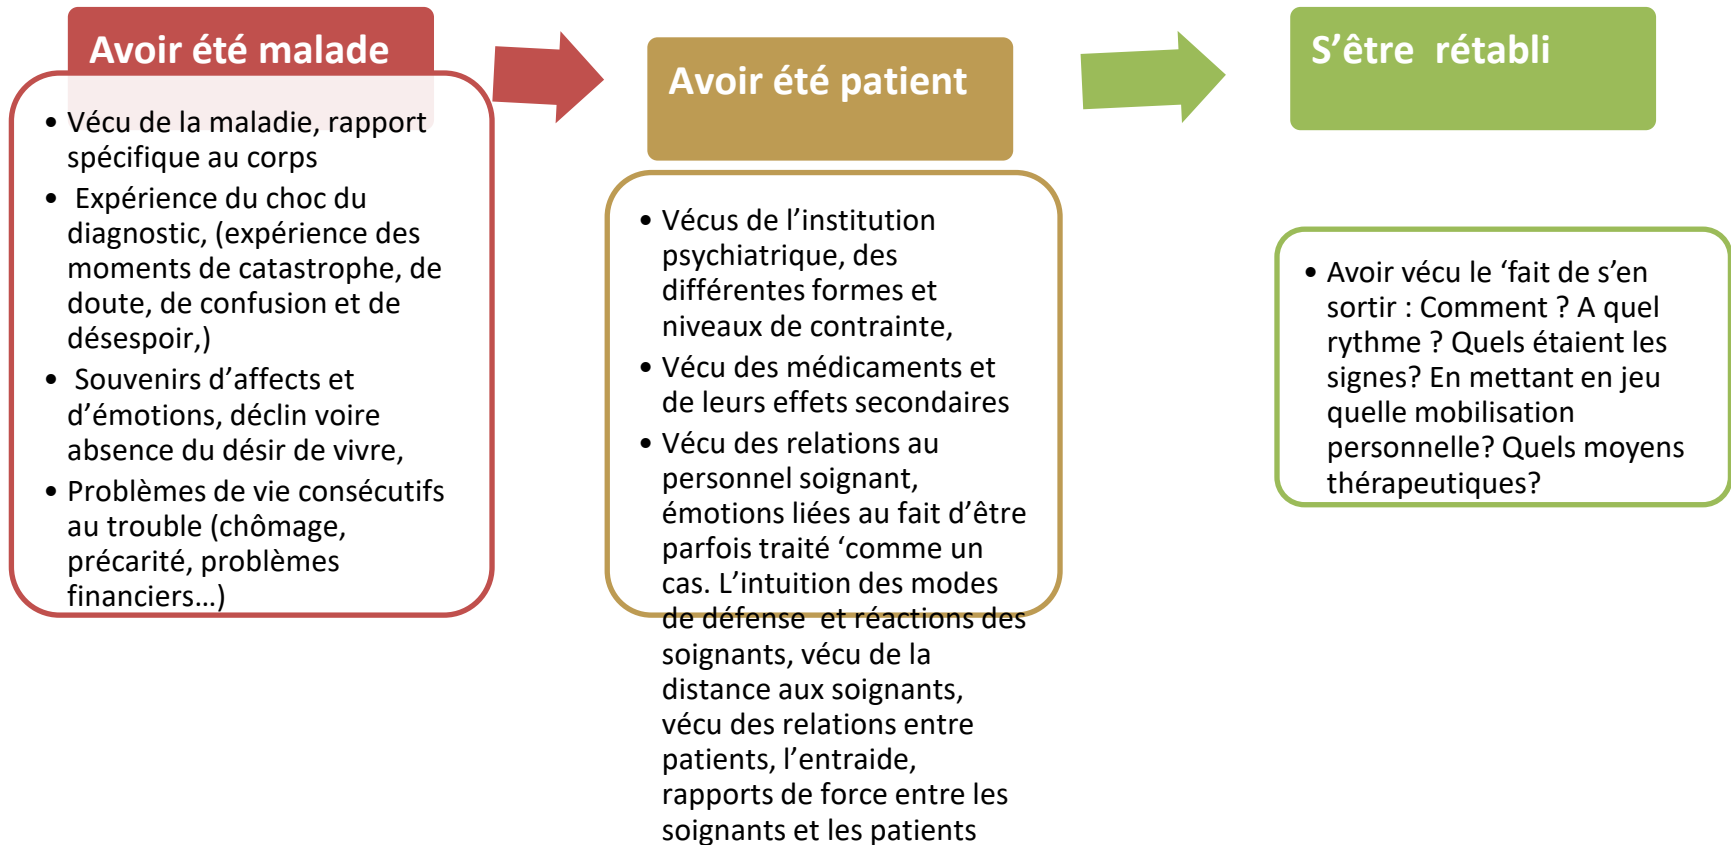 Avoir été malade
• Vécu de la maladie, rapport
spécifique au corps
• Expérience du choc du
diagnostic, (expérience des
moments de catastrophe, de
doute, de confusion et de
désespoir,)
• Souvenirs d’affects et
d’émotions, déclin voire
absence du désir de vivre,
• Problèmes de vie consécutifs
au trouble (chômage,
précarité, problèmes
financiers…)
Avoir été patient
• Vécus de l’institution
psychiatrique, des
différentes formes et
niveaux de contrainte,
• Vécu des médicaments et
de leurs effets secondaires
• Vécu des relations au
personnel soignant,
émotions liées au fait d’être
parfois traité ‘comme un
cas. L’intuition des modes
de défense et réactions des
soignants, vécu de la
distance aux soignants,
vécu des relations entre
patients, l’entraide,
rapports de force entre les
soignants et les patients
S’être rétabli
• Avoir vécu le ‘fait de s’en
sortir : Comment ? A quel
rythme ? Quels étaient les
signes? En mettant en jeu
quelle mobilisation
personnelle? Quels moyens
thérapeutiques?